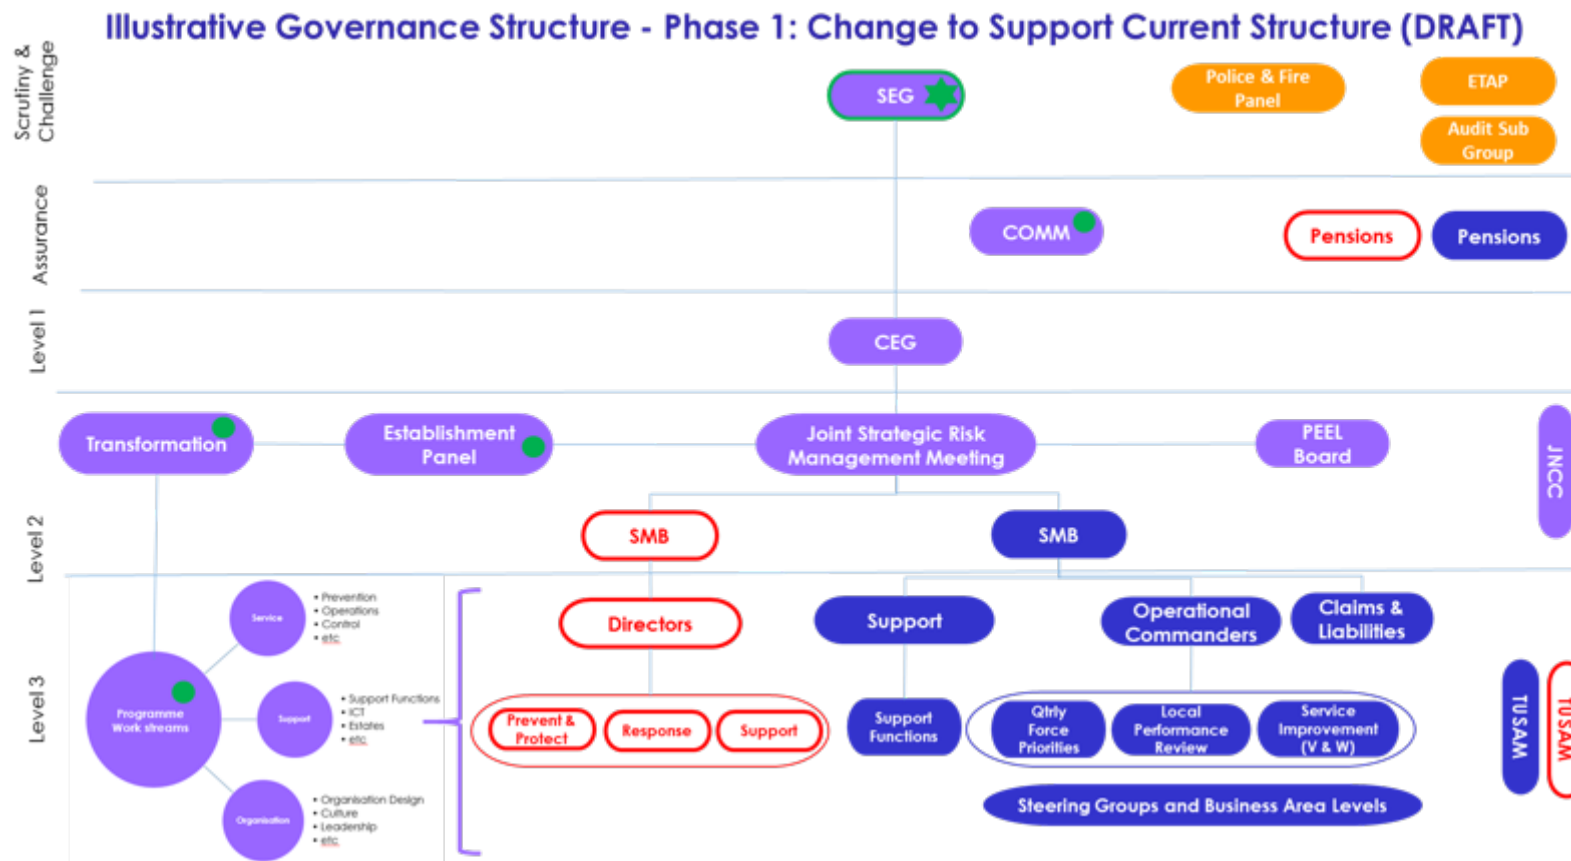 Illustrative Governance Structure - Phase 1: Change to Support Current Structure (DRAFT)
Scrutiny &
Challenge
SEG
Police & Fire
Panel
ETAP
Audit Sub
Group
Assurance
COMM
Pensions
Pensions
Level 1
CEG
Transformation
Establishment
Panel
Joint Strategic Risk
Management Meeting
PEEL
Board
JNCC
Level 2
SMB
SMB
Level 3
Service
• Prevention
• Operations
• Control
• etc
Programme
Work streams
Support
• Support Functions
• ICT
• Estates
• etc
Organisation
• Organisation Design
• Culture
• Leadership
• etc
Directors
Support
Operational
Commanders
Claims &
Liabilities
Prevent &
Protect
Response
Support
Support
Functions
Qtrly
Force
Priorities
Local
Performance
Review
Service
Improvement
(V & W)
Steering Groups and Business Area Levels
TUSAM
TUSAM